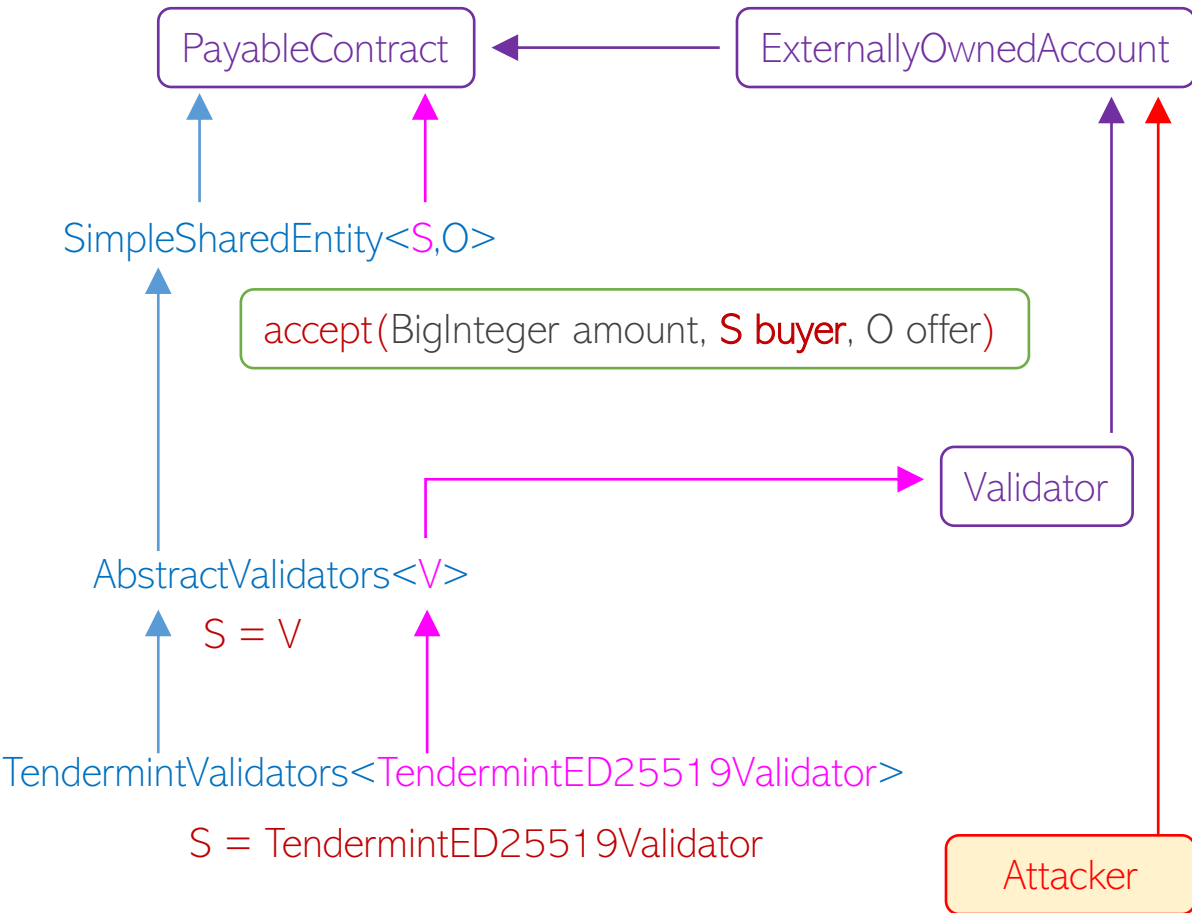 PayableContract
ExternallyOwnedAccount
SimpleSharedEntity<S,O>
accept(BigInteger amount, S buyer, O offer)
Validator
AbstractValidators<V>
S = V
TendermintValidators<TendermintED25519Validator>
S = TendermintED25519Validator
Attacker